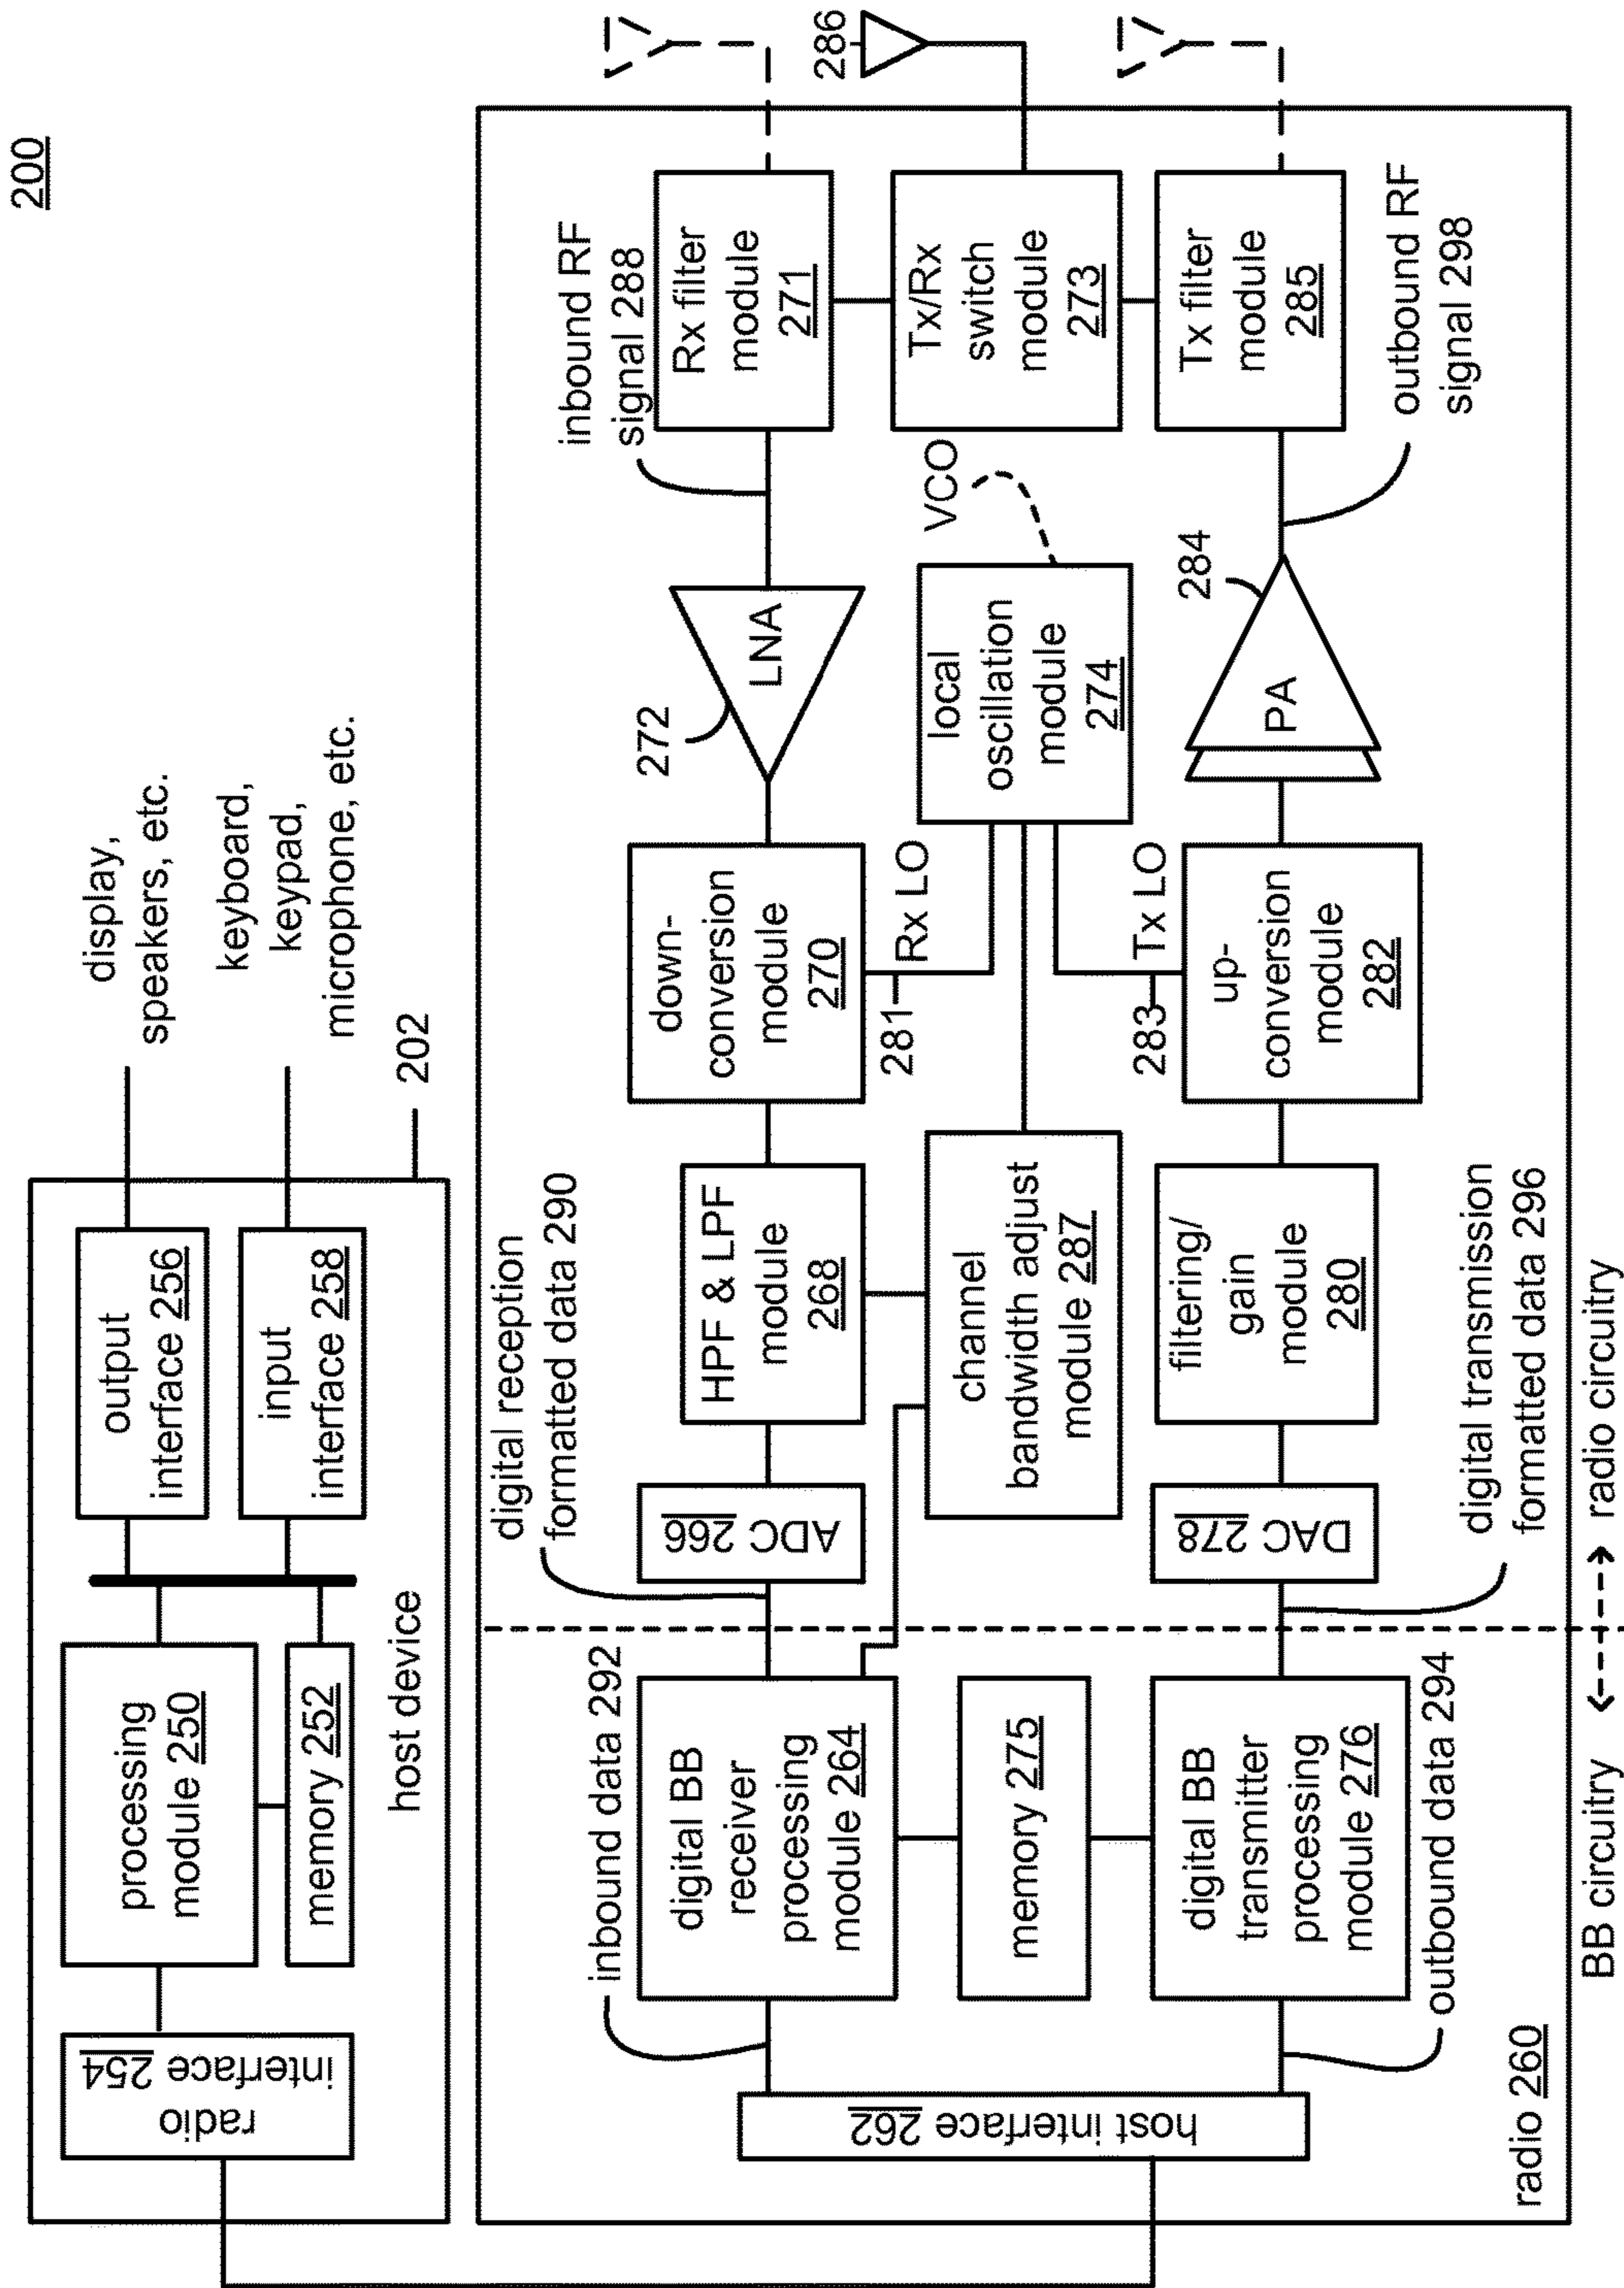 200
display,
speakers, etc.
keyboard,
keypad,
microphone, etc.
202
radio
interface 254
processing
module 250
memory 252
output
interface 256
input
interface 258
host device
286
inbound RF
signal 288
Rx filter
module
271
Tx/Rx
switch
module
273
Tx filter
module
285
outbound RF
signal 298
272
LNA
VCO
local
oscillation
module
274
284
PA
down-
conversion
module
270
281
Rx LO
283
Tx LO
up-
conversion
module
282
digital reception
formatted data 290
HPF & LPF
module
268
channel
bandwidth adjust
module 287
filtering/
gain
module
280
digital transmission
formatted data 296
ADC 266
DAC 278
inbound data 292
digital BB
receiver
processing
module 264
memory 275
digital BB
transmitter
processing
module 276
outbound data 294
host interface 262
radio 260
BB circuitry
radio circuitry